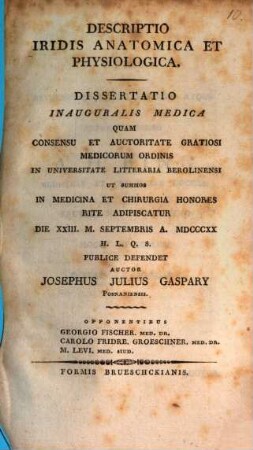 10.
DESCRIPTIO
IRIDIS ANATOMICA ET
PHYSIOLOGICA.
DISSERTATIO
INAUGURALIS MEDICA
QUAM
CONSENSU ET AUCTORITATE GRATIOSI
MEDICORUM ORDINIS
IN UNIVERSITATE LITTERARIA BEROLINENSI
UT SUMMOS
IN MEDICINA ET CHIRURGIA HONORES
RITE ADIPISCATUR
DIE XXIII. M. SEPTEMBRIS A. MDCCCXX
H. L. Q. S.
PUBLICE DEFENDET
AUCTOR
JOSEPHUS JULIUS GASPARY
POSNANIENSIS.
OPPONENTIBUS
GEORGIO FISCHER, MED. DR.
CAROLO FRIDRE. GROESCHNER, MED. DR.
M. LEVI, MED. STUD.
FORMIS BRUESCHCKIANIS.